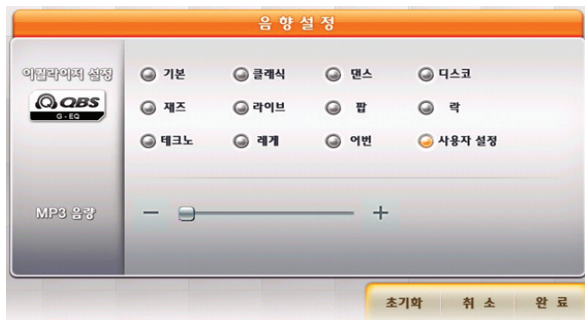 음 향 설 정
이퀄라이저 설정
기본 클래식 댄스 디스코
QBS
G-EQ
재즈 라이브 팝 락
테크노 레게 어번 사용자 설정
MP3 음량 - +
초기화 취 소 완 료